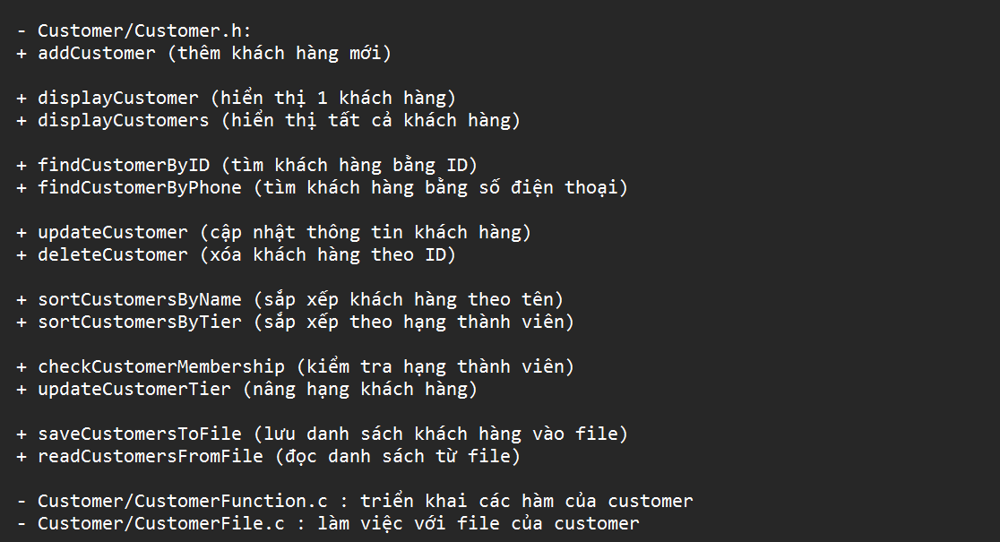 - Customer/Customer.h:
+ addCustomer (thêm khách hàng mới)
+ displayCustomer (hiển thị 1 khách hàng)
+ displayCustomers (hiển thị tất cả khách hàng)
+ findCustomerByID (tìm khách hàng bằng ID)
+ findCustomerByPhone (tìm khách hàng bằng số điện thoại)
+ updateCustomer (cập nhật thông tin khách hàng)
+ deleteCustomer (xóa khách hàng theo ID)
+ sortCustomersByName (sắp xếp khách hàng theo tên)
+ sortCustomersByTier (sắp xếp theo hạng thành viên)
+ checkCustomerMembership (kiểm tra hạng thành viên)
+ updateCustomerTier (nâng hạng khách hàng)
+ saveCustomersToFile (lưu danh sách khách hàng vào file)
+ readCustomersFromFile (đọc danh sách từ file)
- Customer/CustomerFunction.c : triển khai các hàm của customer
- Customer/CustomerFile.c : làm việc với file của customer